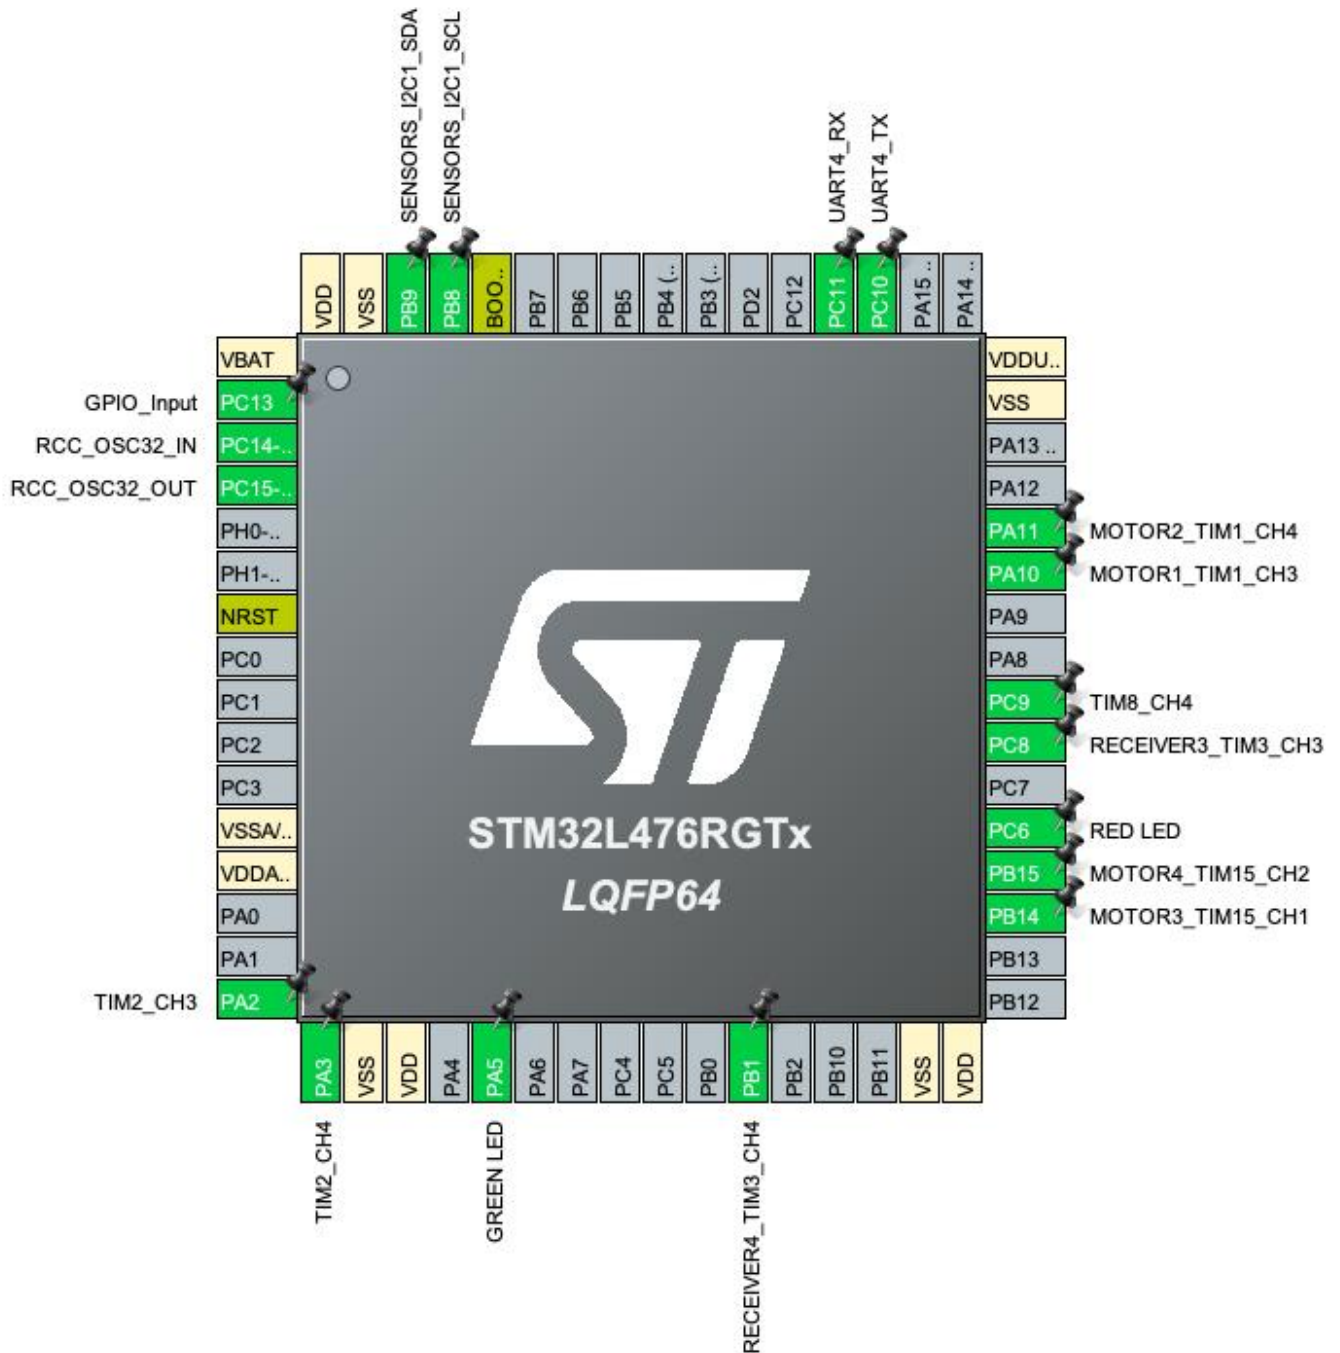 SENSORS_I2C1_SDA
SENSORS_I2C1_SCL
UART4_RX
UART4_TX
VDD
VSS
PB9
PB8
BOO..
PB7
PB6
PB5
PB4 (..
PB3 (..
PD2
PC12
PC11
PC10
PA15 ..
PA14 ..
VBAT
GPIO_Input PC13
RCC_OSC32_IN PC14-..
RCC_OSC32_OUT PC15-..
PH0-..
PH1-..
NRST
PC0
PC1
PC2
PC3
VSSA/..
VDDA..
PA0
PA1
TIM2_CH3 PA2
ST
STM32L476RGTx
LQFP64
VDDU..
VSS
PA13 ..
PA12
PA11 MOTOR2_TIM1_CH4
PA10 MOTOR1_TIM1_CH3
PA9
PA8
PC9 TIM8_CH4
PC8 RECEIVER3_TIM3_CH3
PC7
PC6 RED LED
PB15 MOTOR4_TIM15_CH2
PB14 MOTOR3_TIM15_CH1
PB13
PB12
PA3
VSS
VDD
PA4
PA5
PA6
PA7
PC4
PC5
PB0
PB1
PB2
PB10
PB11
VSS
VDD
TIM2_CH4
GREEN LED
RECEIVER4_TIM3_CH4